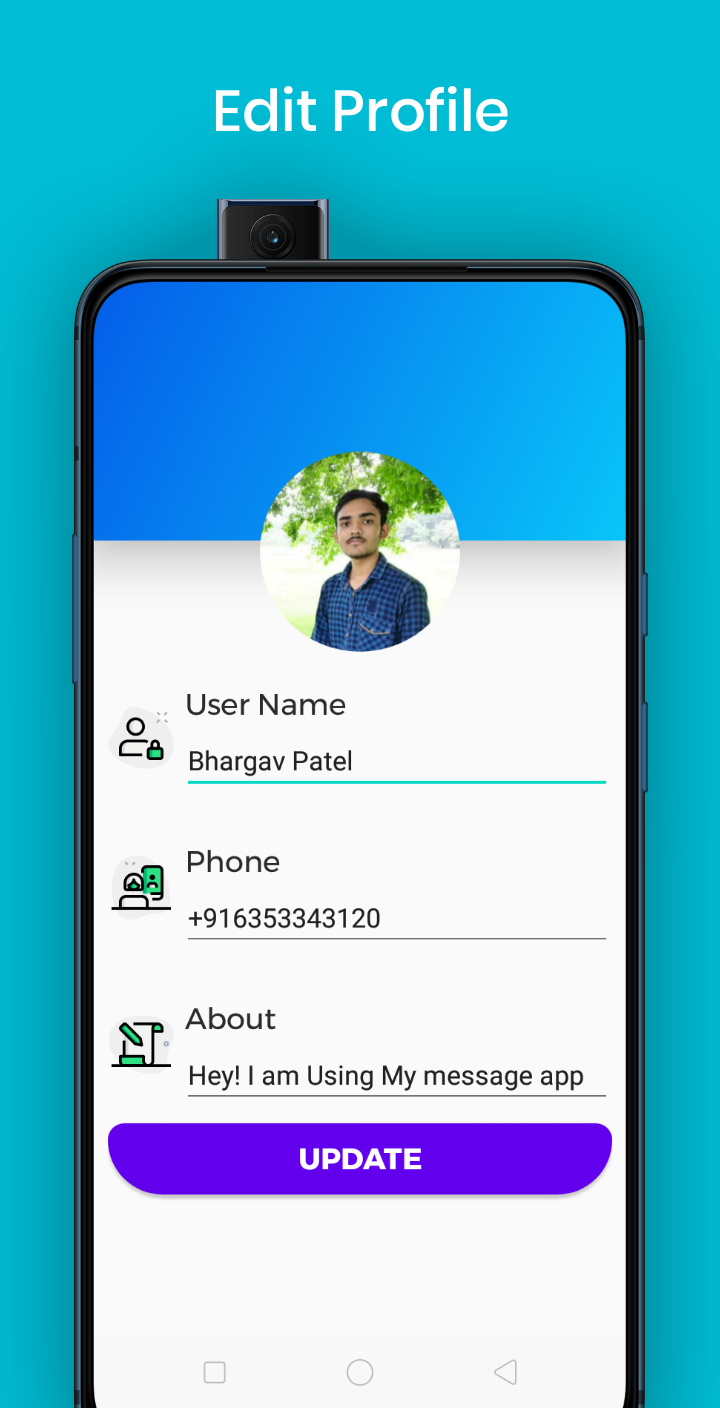 Edit Profile
User Name
Bhargav Patel
Phone
+916353343120
About
Hey! I am Using My message app
UPDATE